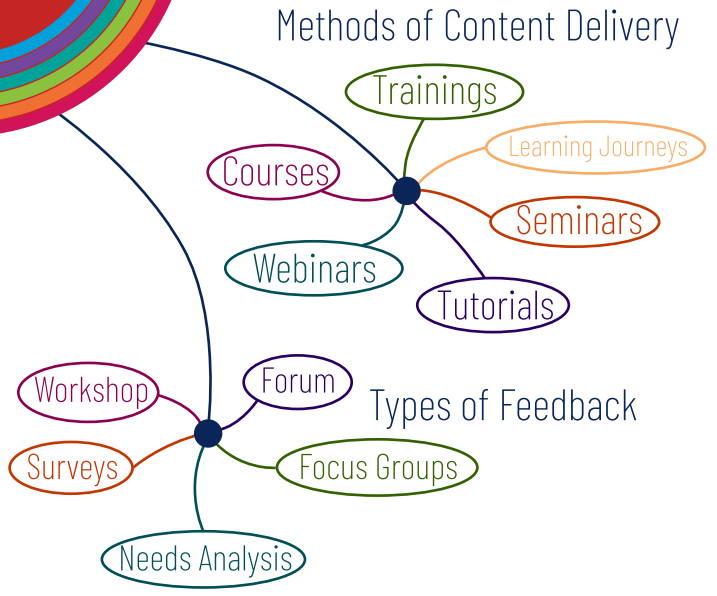 Methods of Content Delivery
Trainings
Learning Journeys
Courses
Seminars
Webinars
Tutorials
Workshop
Forum
Types of Feedback
Surveys
Focus Groups
Needs Analysis